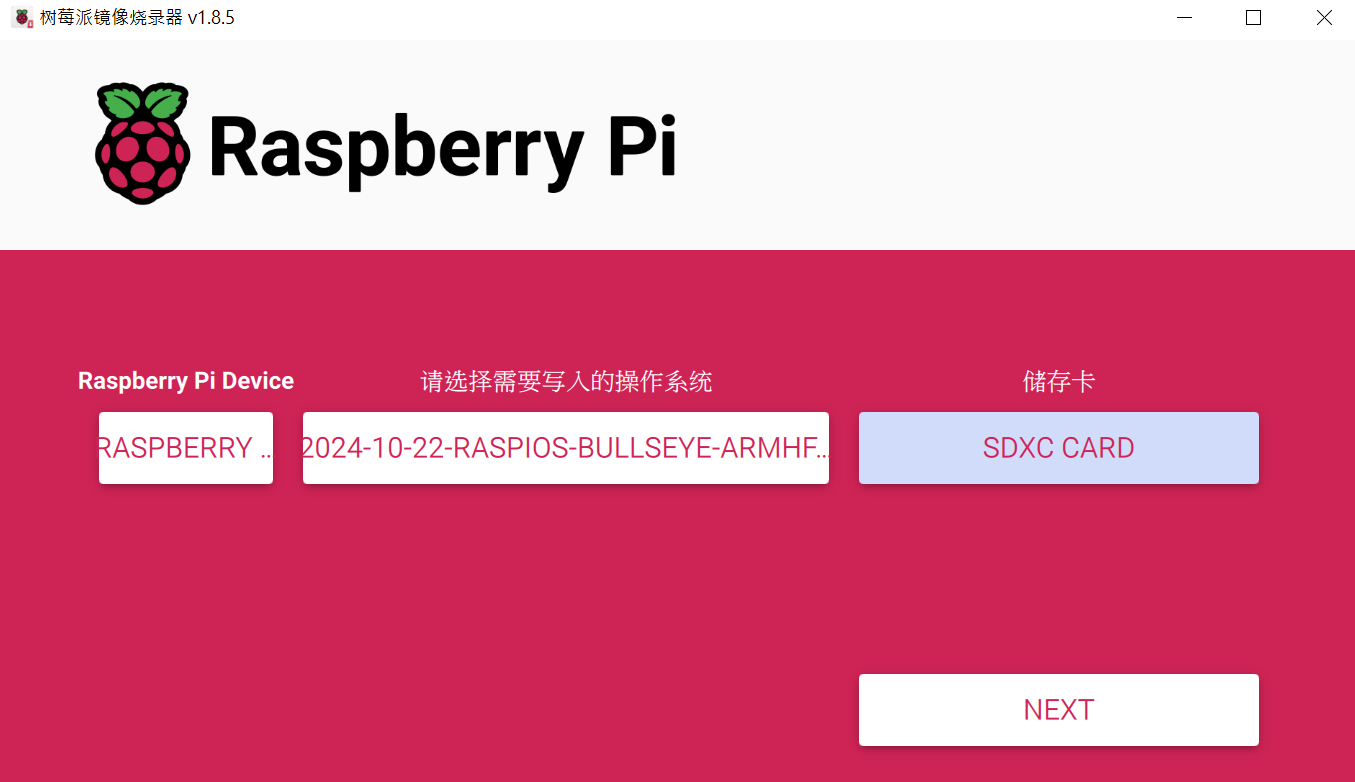 树莓派镜像烧录器 v1.8.5
Raspberry Pi
Raspberry Pi Device
请选择需要写入的操作系统
储存卡
RASPBERRY ...
2024-10-22-RASPIOS-BULLSEYE-ARMHF...
SDXC CARD
NEXT